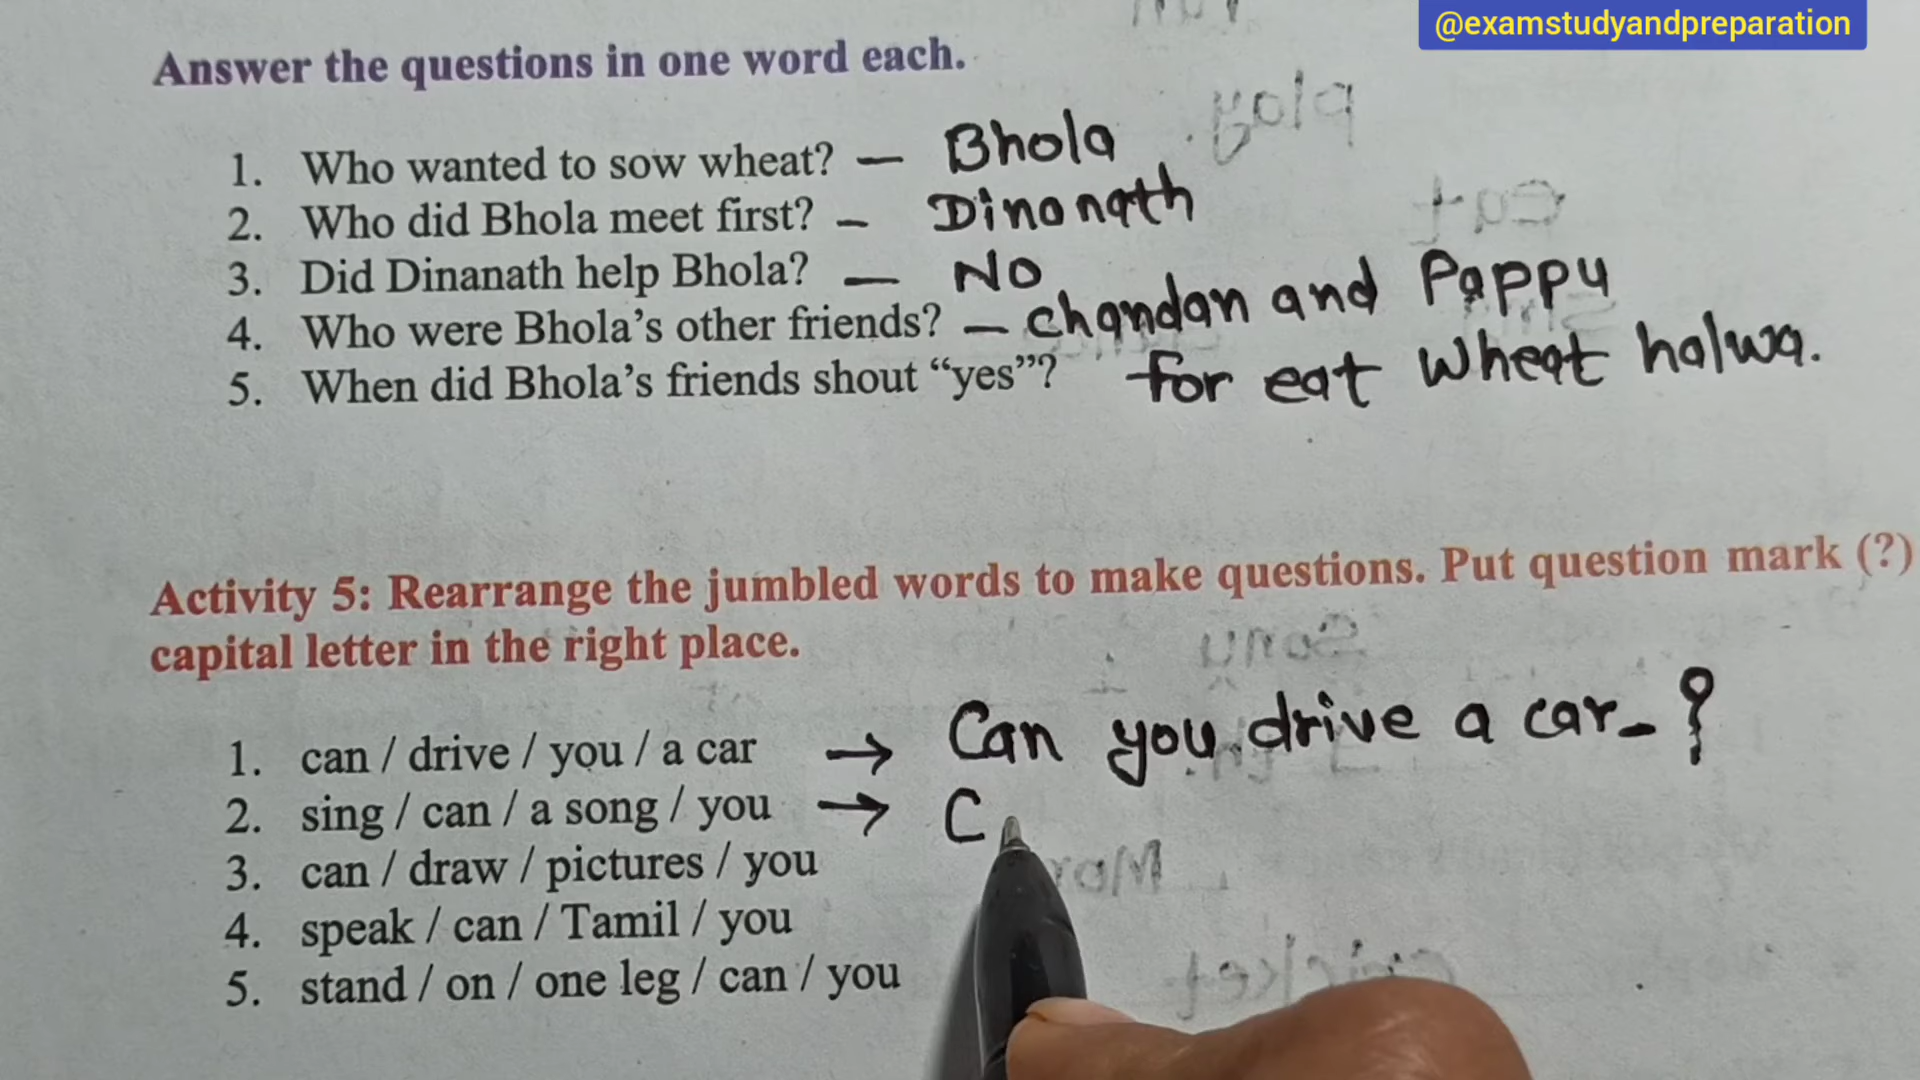 @examstudyandpreparation
Answer the questions in one word each.
1. Who wanted to sow wheat? — Bhola
2. Who did Bhola meet first? – Dinanath
3. Did Dinanath help Bhola? — No
4. Who were Bhola's other friends? — Chandan and Pappu
5. When did Bhola's friends shout “yes”? for eat wheat halwa.
Activity 5: Rearrange the jumbled words to make questions. Put question mark (?)
capital letter in the right place.
1. can / drive / you / a car → Can you drive a car-?
2. sing / can / a song / you → C
3. can / draw / pictures / you
4. speak / can / Tamil / you
5. stand / on / one leg / can / you